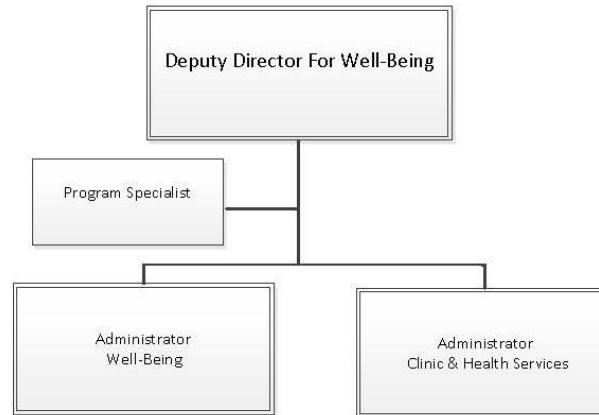 Deputy Director For Well-Being
Program Specialist
Administrator
Well-Being
Administrator
Clinic & Health Services